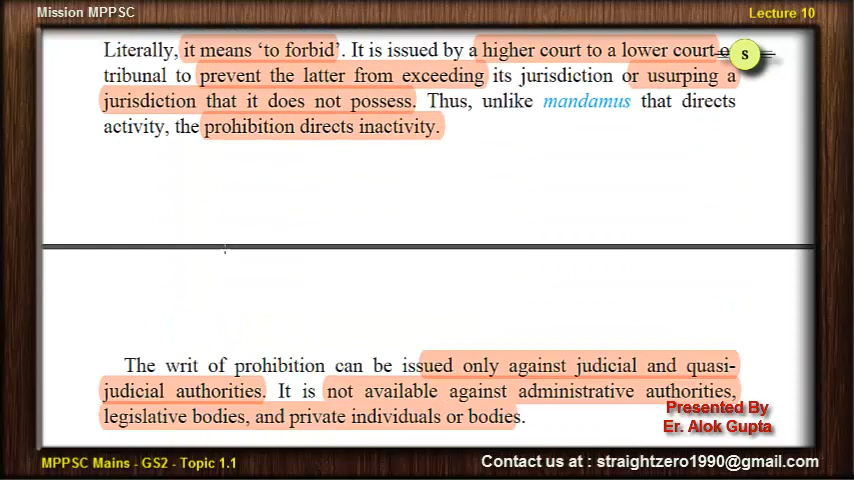 Mission MPPSC
Lecture 10
Literally, it means ‘to forbid’. It is issued by a higher court to a lower court
S
tribunal to prevent the latter from exceeding its jurisdiction or usurping a
jurisdiction that it does not possess. Thus, unlike mandamus that directs
activity, the prohibition directs inactivity.
The writ of prohibition can be issued only against judicial and quasi-
judicial authorities. It is not available against administrative authorities,
legislative bodies, and private individuals or bodies.
Presented By
Er. Alok Gupta
MPPSC Mains - GS2 - Topic 1.1
Contact us at : straightzero1990@gmail.com